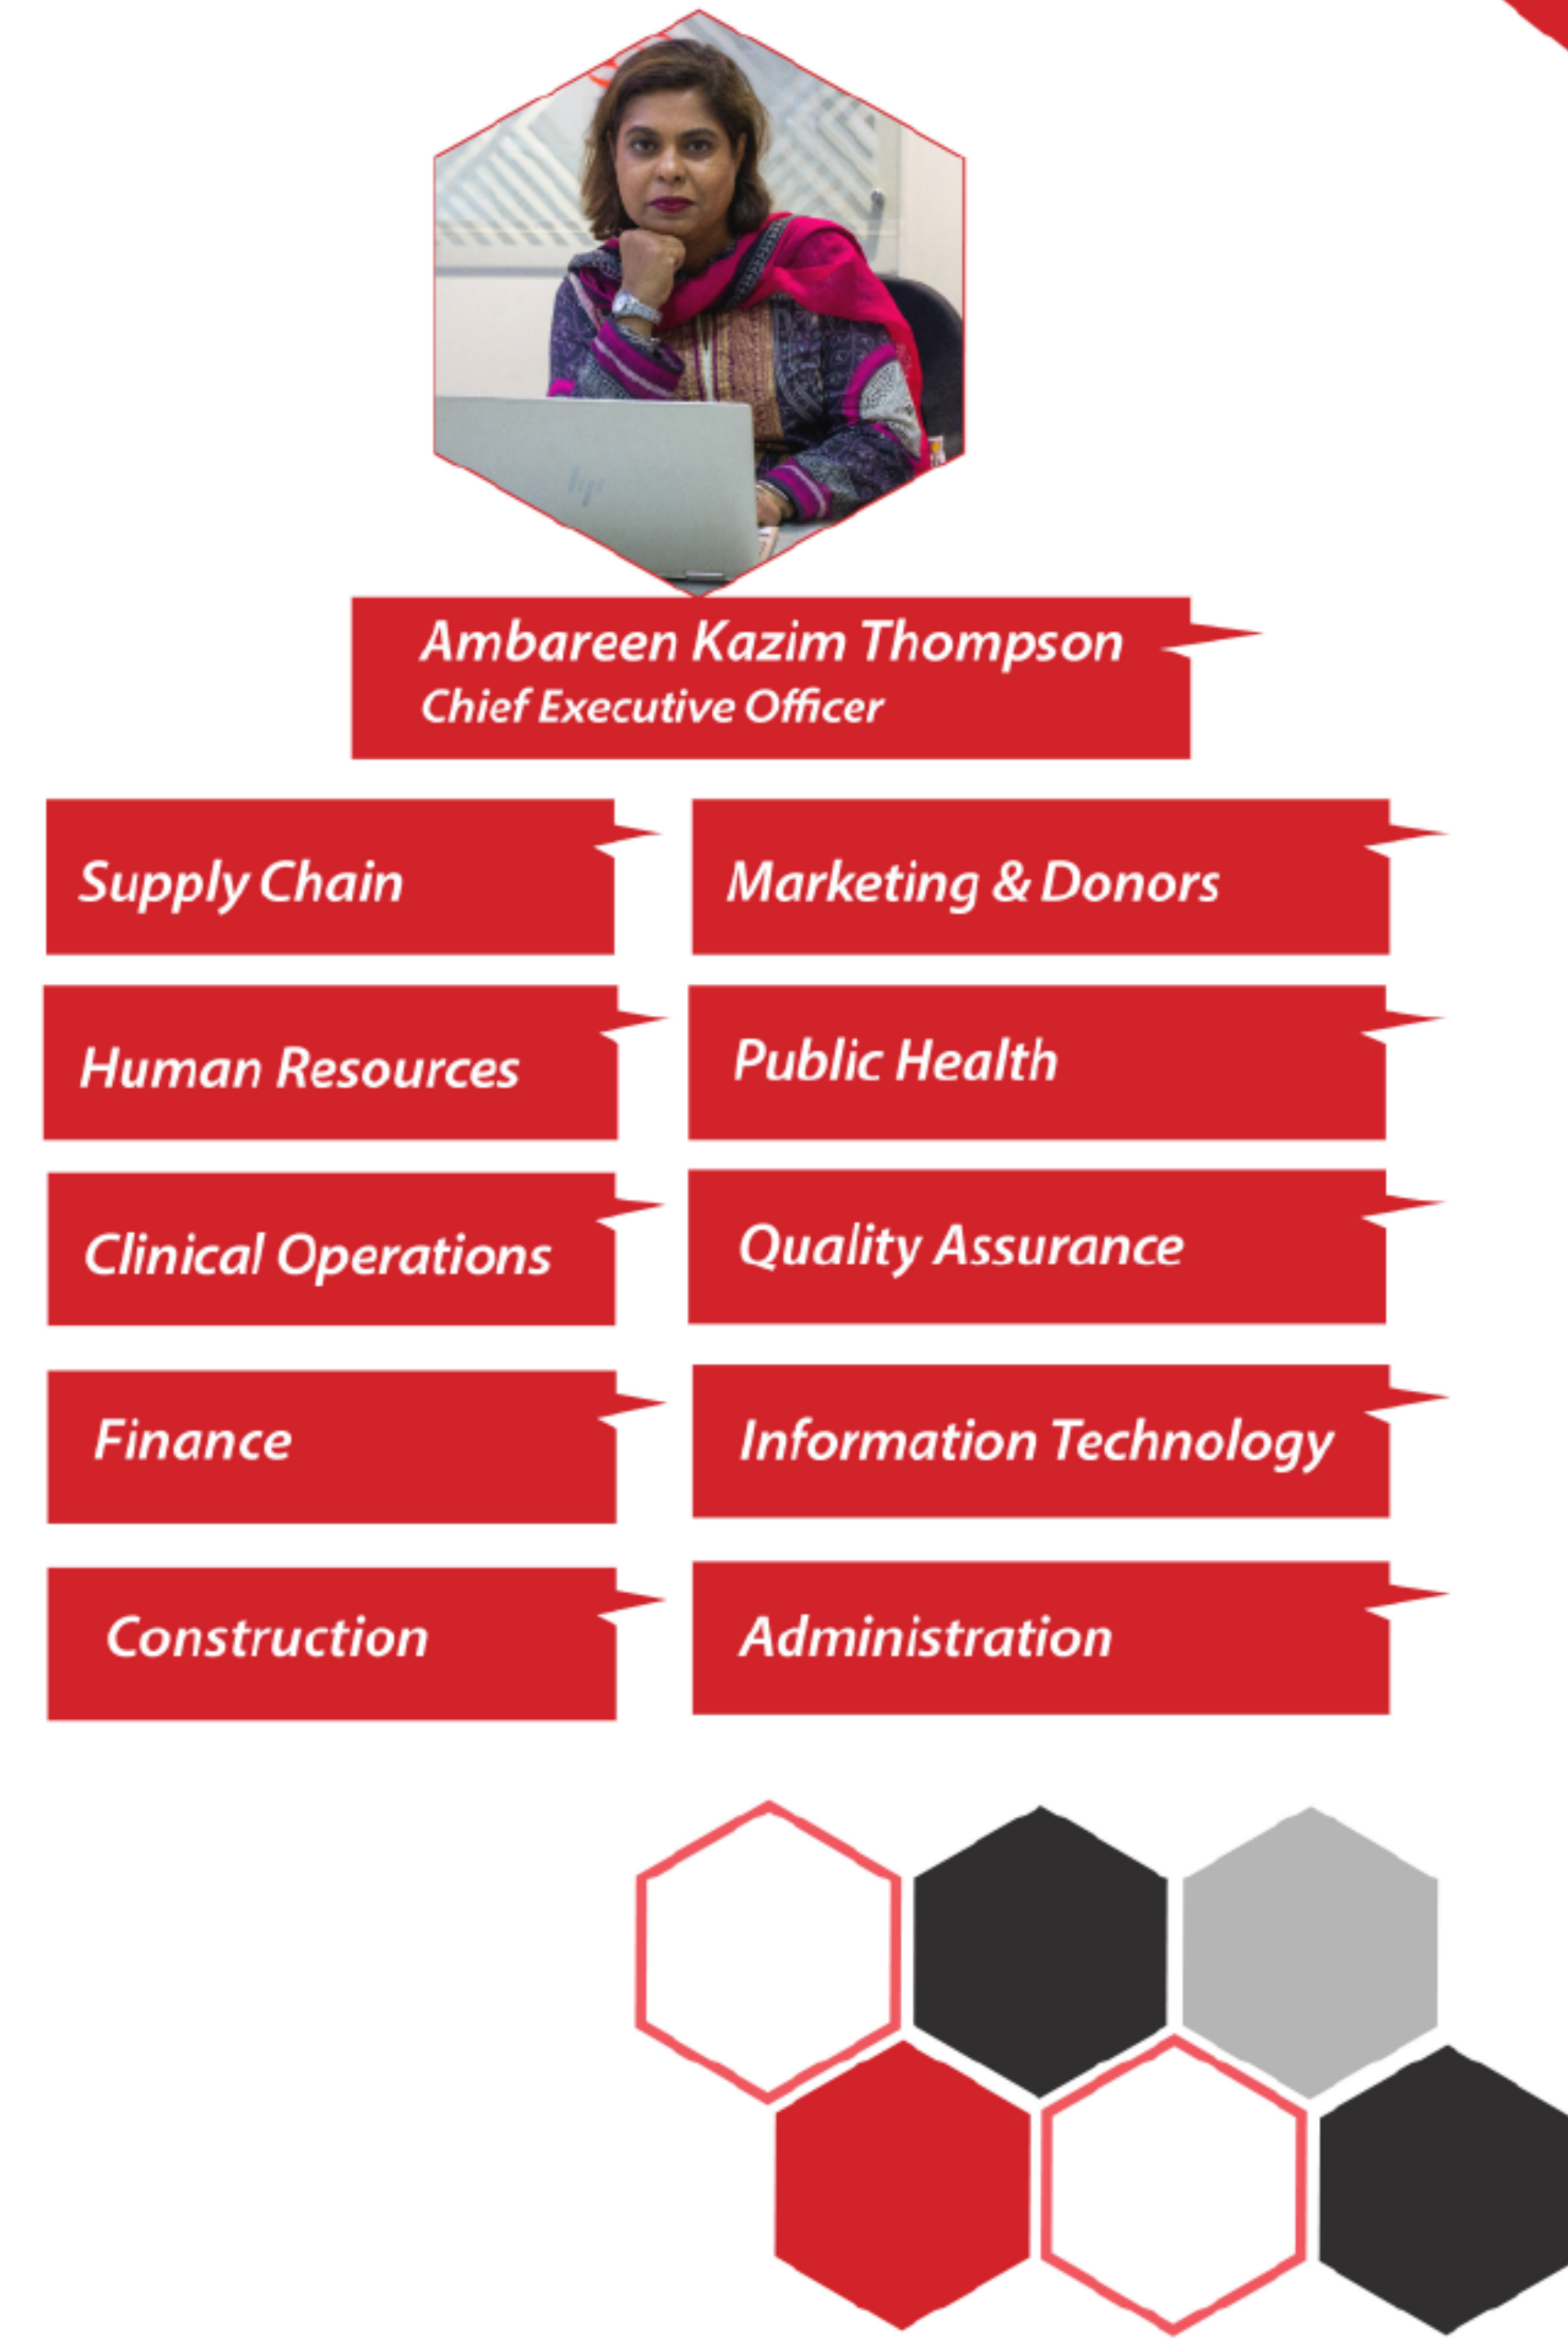 hp
Ambareen Kazim Thompson
Chief Executive Officer
Supply Chain
Marketing & Donors
Human Resources
Public Health
Clinical Operations
Quality Assurance
Finance
Information Technology
Construction
Administration